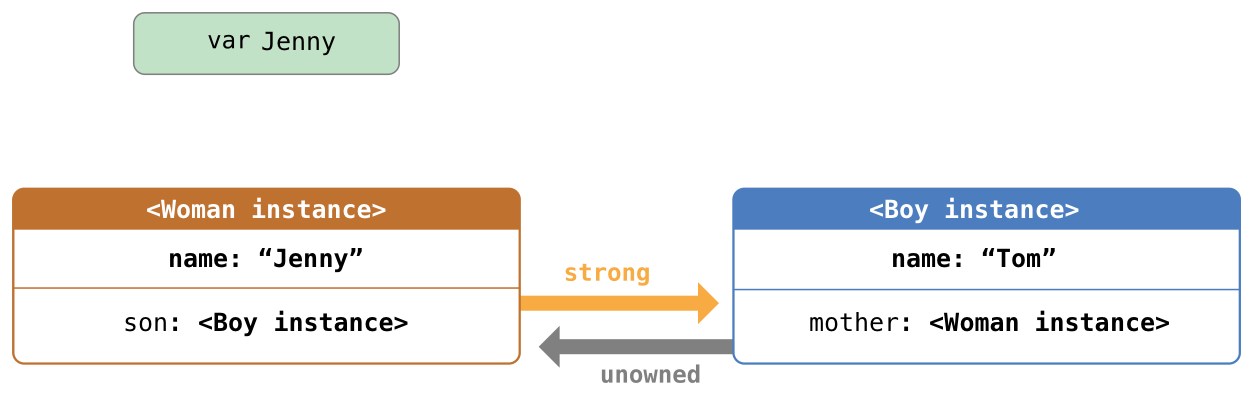 var Jenny
<Woman instance>
<Boy instance>
name: “Jenny”
name: “Tom”
strong
son: <Boy instance>
mother: <Woman instance>
unowned